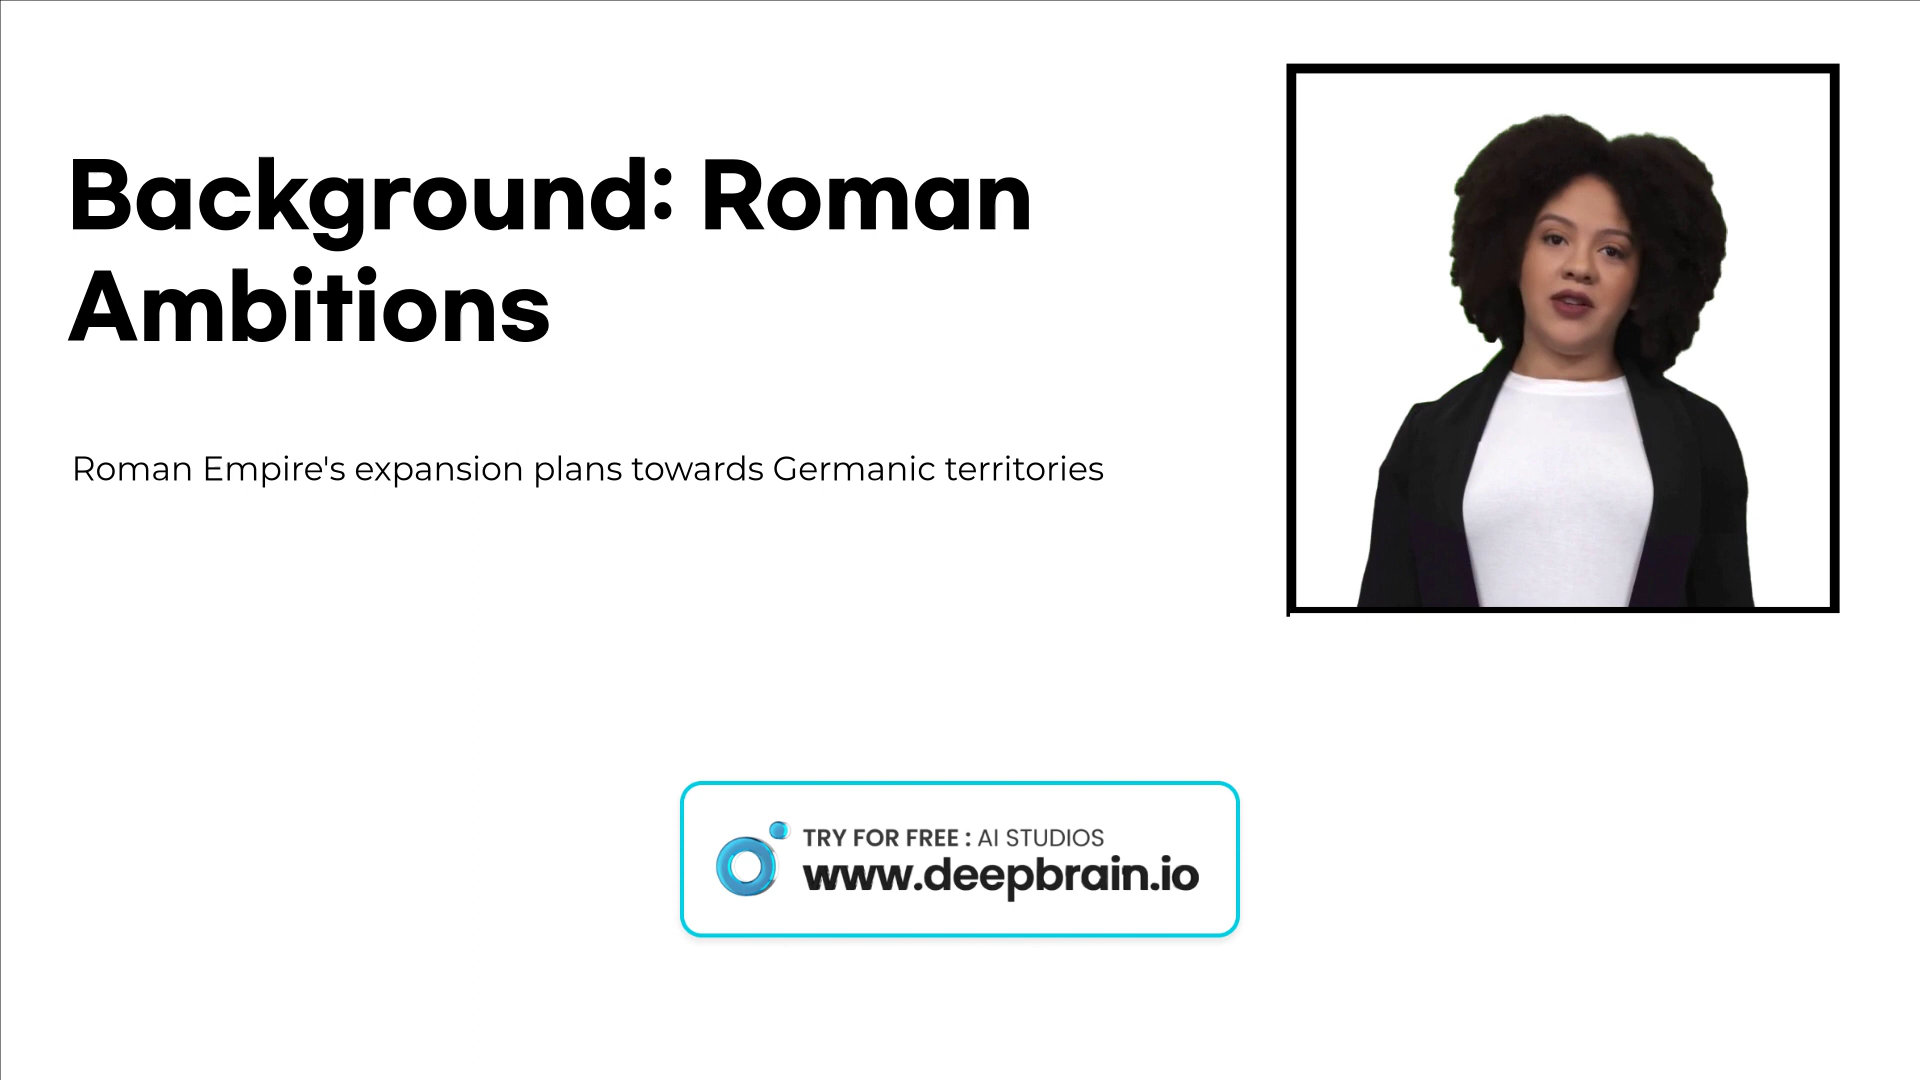 Background: Roman
Ambitions
Roman Empire's expansion plans towards Germanic territories
TRY FOR FREE : AI STUDIOS
www.deepbrain.io